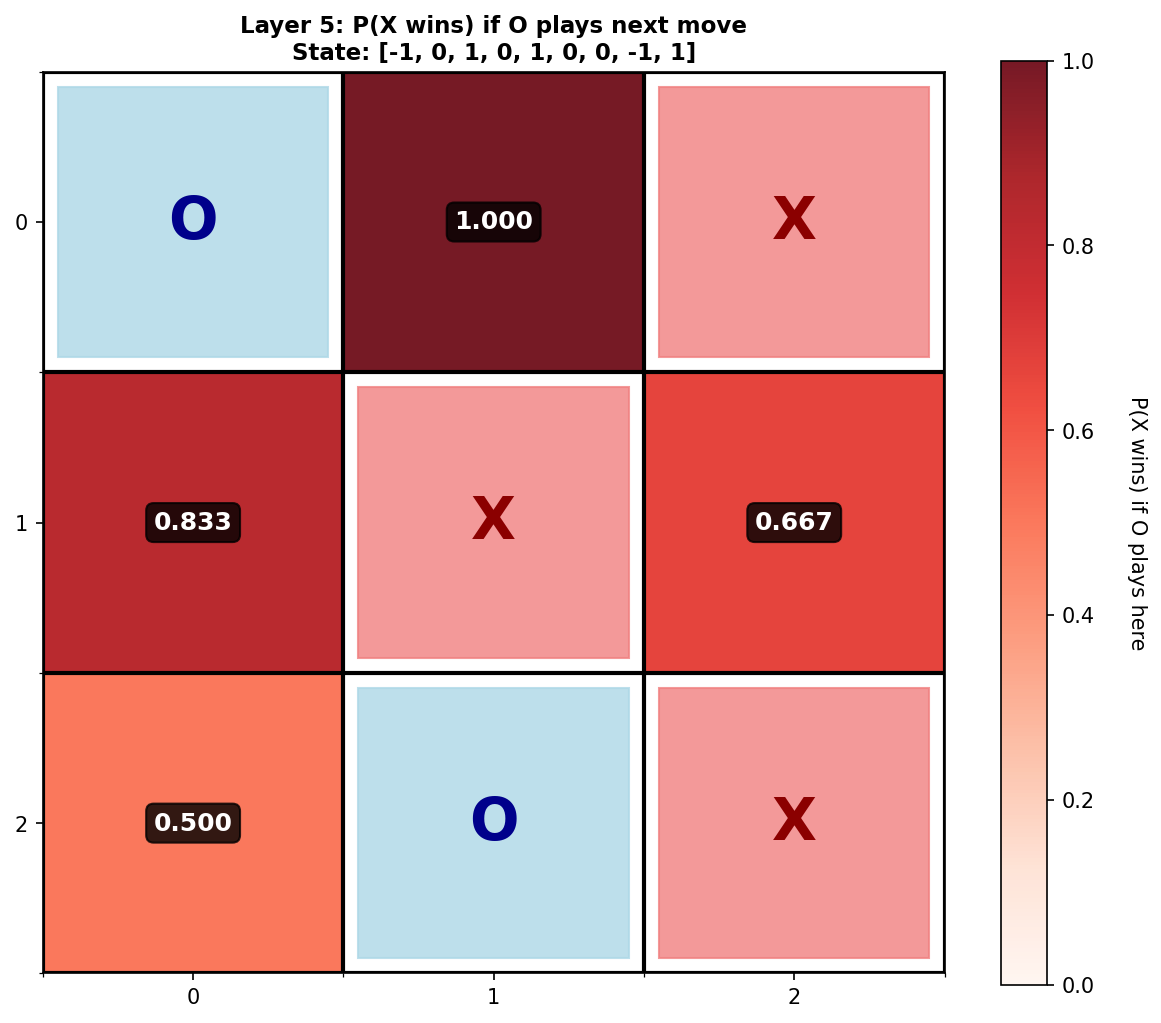 Layer 5: P(X wins) if O plays next move
State: [-1, 0, 1, 0, 1, 0, 0, -1, 1]
O
1.000
X
0.833
X
0.667
0.500
O
X
0
1
2
0
1
2
1.0
0.8
0.6
0.4
0.2
0.0
P(X wins) if O plays here